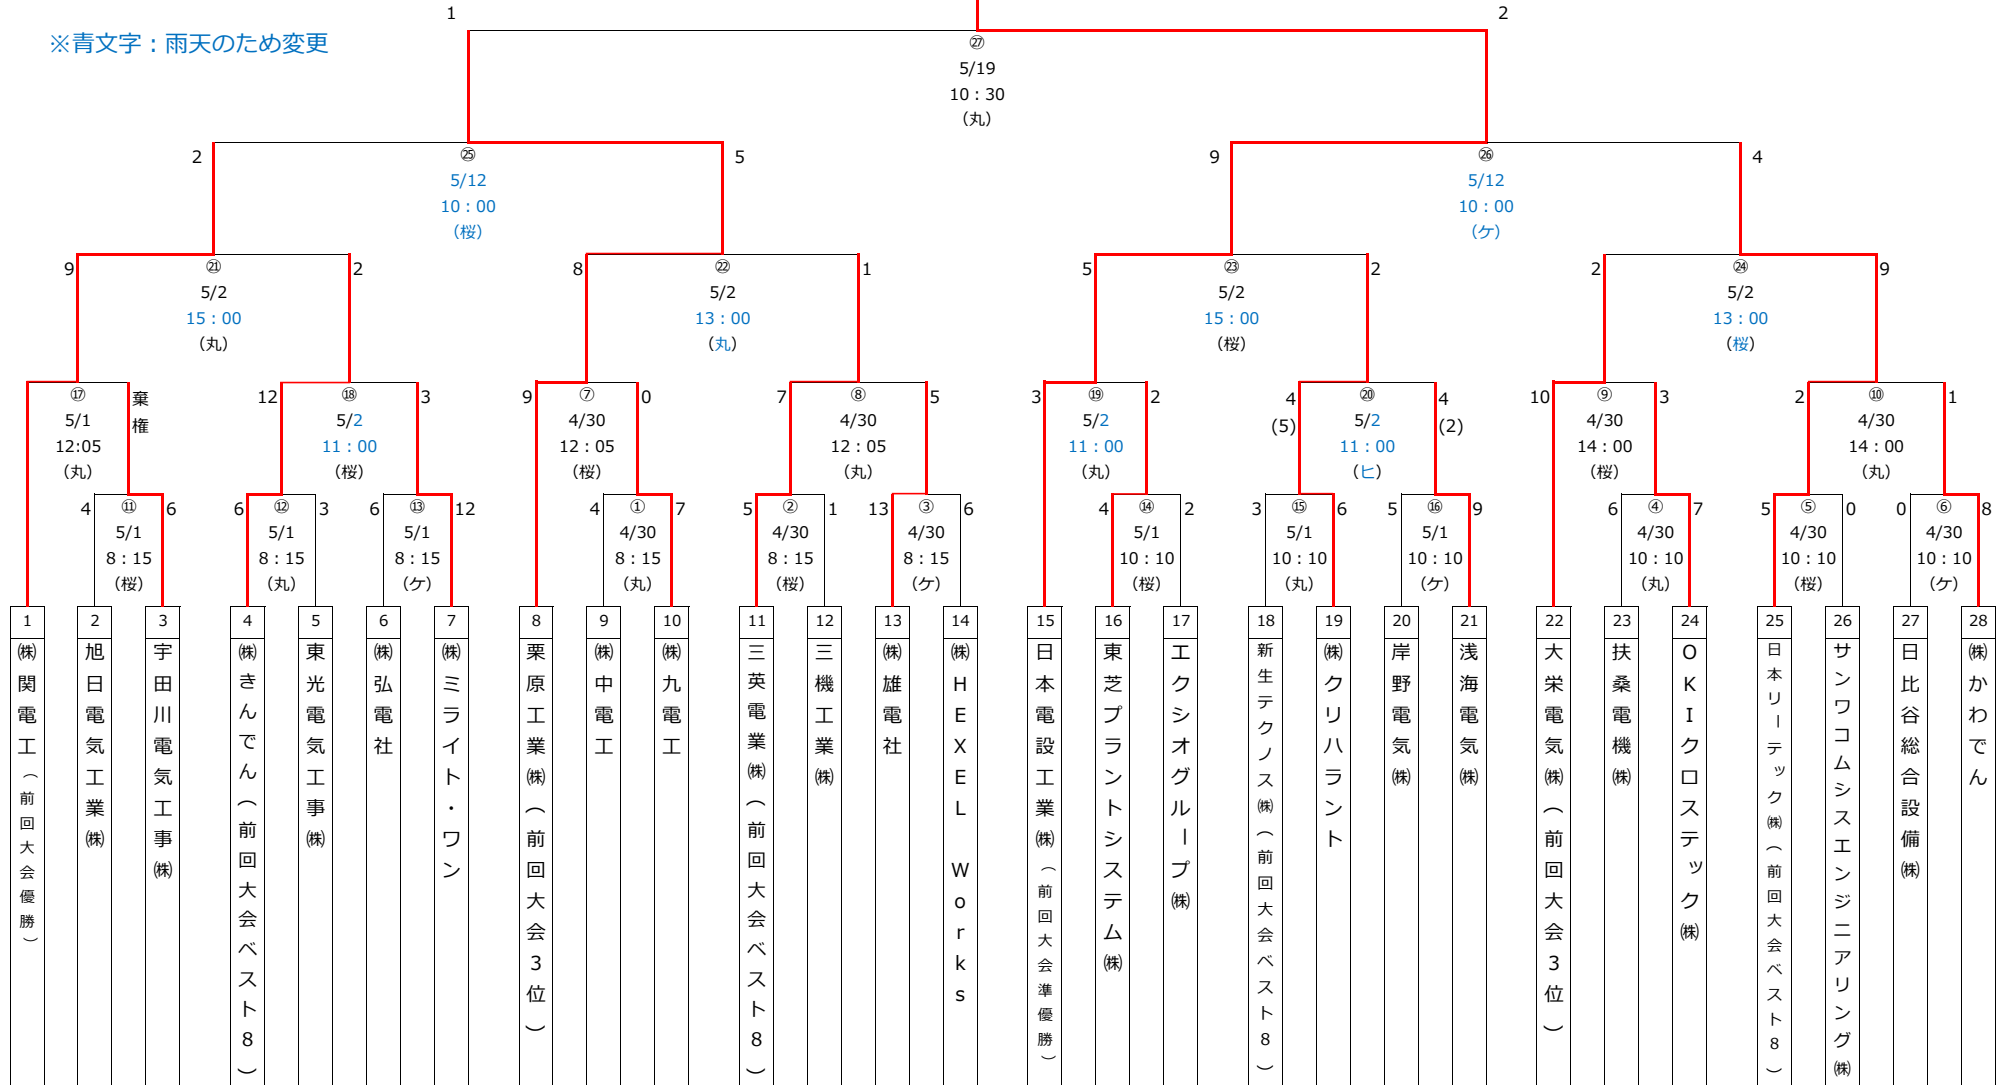 1 2
※青文字：雨天のため変更
㉗
5/19
10：30
（丸）
2 ㉕ 5 9 ㉖ 4
5/12 5/12
10：00 10：00
（桜） （ケ）
9 ㉑ 2 8 ㉒ 1 5 ㉓ 2 2 ㉔ 9
5/2 5/2 5/2 5/2
15：00 13：00 15：00 13：00
（丸） （丸） （桜） （桜）
⑰ 棄権 12 ⑱ 3 9 ⑦ 0 7 ⑧ 5 3 ⑲ 2 4 ⑳ 4 10 ⑨ 3 2 ⑩ 1
5/1 5/2 4/30 4/30 5/2 (5) 5/2 (2) 4/30 4/30
12:05 11：00 12：05 12：05 11：00 11：00 14：00 14：00
（丸） （桜） （桜） （丸） （丸） （ヒ） （桜） （丸）
4 ⑪ 6 6 ⑫ 3 6 ⑬ 12 4 ① 7 5 ② 1 13 ③ 6 4 ⑭ 2 3 ⑮ 6 5 ⑯ 9 6 ④ 7 5 ⑤ 0 0 ⑥ 8
5/1 5/1 5/1 4/30 4/30 4/30 5/1 5/1 5/1 4/30 4/30 4/30
8：15 8：15 8：15 8：15 8：15 8：15 10：10 10：10 10：10 10：10 10：10 10：10
（桜） （丸） （ケ） （丸） （桜） （ケ） （桜） （丸） （ケ） （丸） （桜） （ケ）
1 ㈱関電工（前回大会優勝）
2 旭日電気工業㈱
3 宇田川電気工事㈱
4 ㈱きんでん（前回大会ベスト8）
5 東光電気工事㈱
6 ㈱弘電社
7 ㈱ミライト・ワン
8 栗原工業㈱（前回大会3位）
9 ㈱中電工
10 ㈱九電工
11 三英電業㈱（前回大会ベスト8）
12 三機工業㈱
13 ㈱雄電社
14 ㈱HEXEL Works
15 日本電設工業㈱（前回大会準優勝）
16 東芝プラントシステム㈱
17 エクシオグループ㈱
18 新生テクノス㈱（前回大会ベスト8）
19 ㈱クリハラント
20 岸野電気㈱
21 浅海電気㈱
22 大栄電気㈱（前回大会3位）
23 扶桑電機㈱
24 OKIクロステック㈱
25 日本リーテック㈱（前回大会ベスト8）
26 サンワコムシスエンジニアリング㈱
27 日比谷総合設備㈱
28 ㈱かわでん